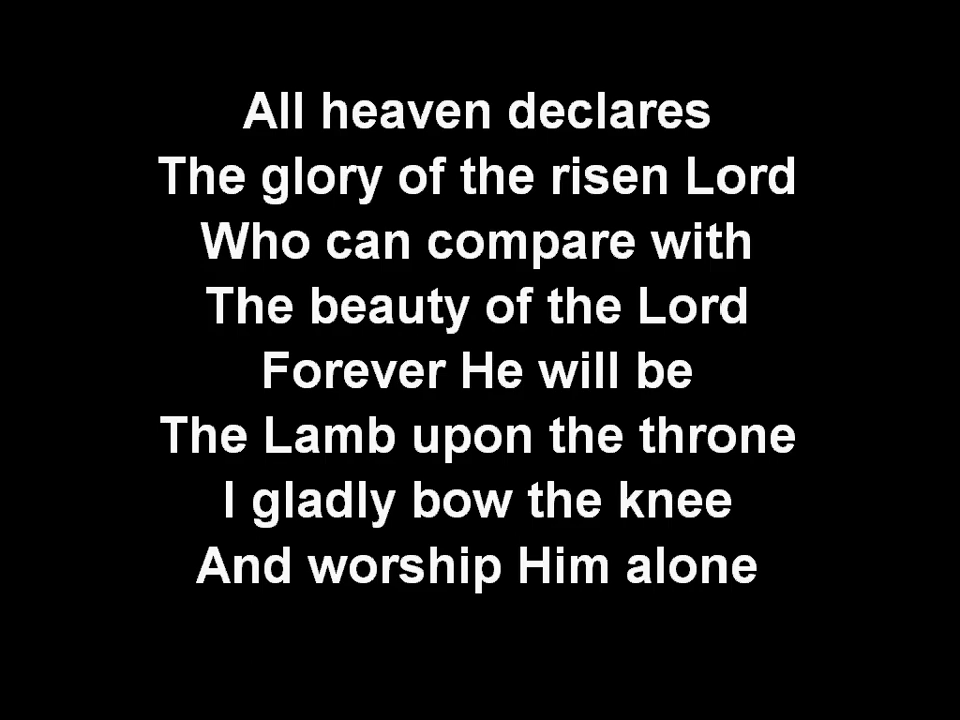 All heaven declares
The glory of the risen Lord
Who can compare with
The beauty of the Lord
Forever He will be
The Lamb upon the throne
I gladly bow the knee
And worship Him alone